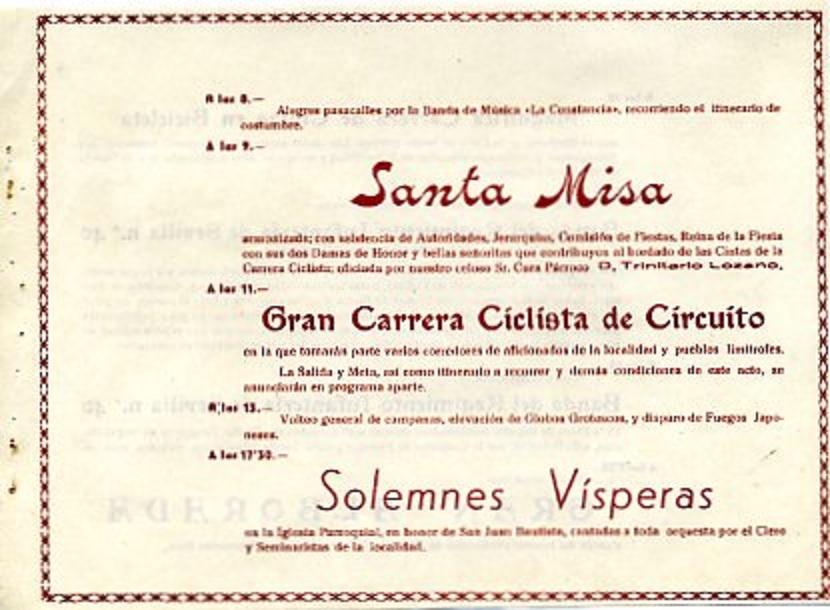 A las 8.—
Alegres pasacalles por la Banda de Música «La Constancia», recorriendo el itinerario de
costumbre.
A las 9.—
Santa Misa
armonizada; con asistencia de Autoridades, Jerarquías, Comisión de Fiestas, Reina de la Fiesta
con sus dos Damas de Honor y bellas señoritas que contribuyen al bordado de las Cintas de la
Carrera Ciclista; oficiada por nuestro celoso Sr. Cura Párroco D. Trinitario Lozano.
A las 11.—
Gran Carrera Ciclista de Circuito
en la que tomarán parte varios corredores de aficionados de la localidad y pueblos limítrofes.
La Salida y Meta, así como itinerario a recorrer y demás condiciones de este acto, se
anunciarán en programa aparte.
A las 13.—
Volteo general de campanas, elevación de Globos Grotescos, y disparo de Fuegos Japo-
neses.
A las 17'30.—
Solemnes Vísperas
en la Iglesia Parroquial, en honor de San Juan Bautista, cantadas a toda orquesta por el Clero
y Seminaristas de la localidad.